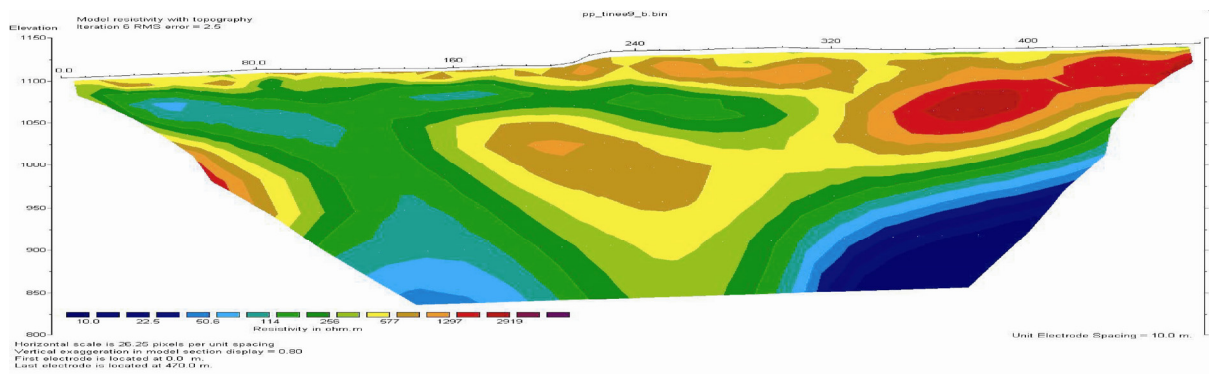 pp_tinee9_b.bin
Model resistivity with topography
Iteration 6 RMS error = 2.5
Elevation
1150
1100
1050
1000
950
900
850
800
0.0 80.0 160 240 320 400
10.0 22.5 50.6 114 256 577 1297 2919
Resistivity in ohm.m
Unit Electrode Spacing = 10.0 m.
Horizontal scale is 26.25 pixels per unit spacing
Vertical exaggeration in model section display = 0.80
First electrode is located at 0.0 m.
Last electrode is located at 470.0 m.